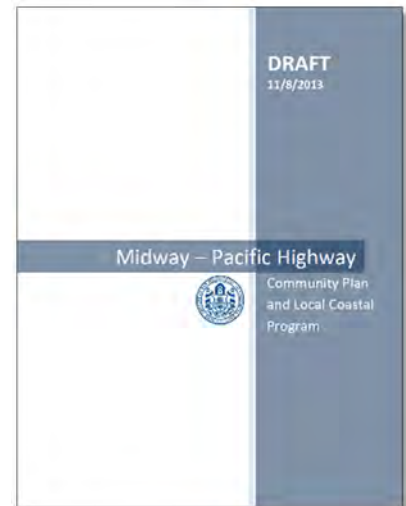 DRAFT
11/8/2013
Midway – Pacific Highway
Community Plan
and Local Coastal
Program